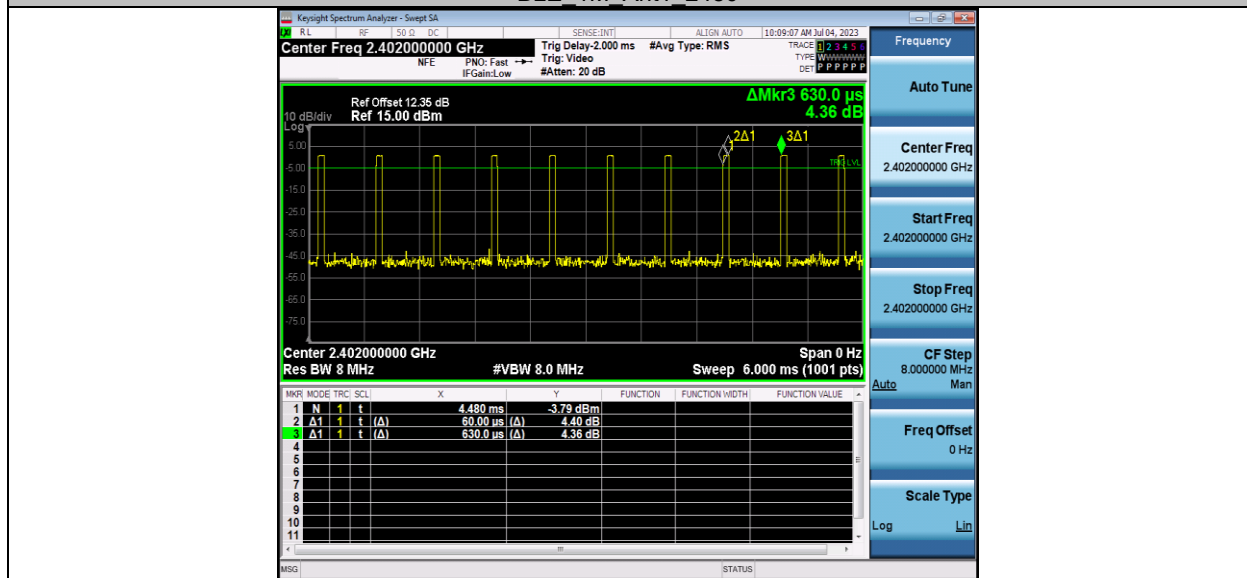 Keysight Spectrum Analyzer - Swept SA
RL RF 50 Ω DC SENSE:INT ALIGN AUTO 10:09:07 AM Jul 04, 2023
Center Freq 2.402000000 GHz
NFE PNO: Fast IFGain:Low
Trig Delay-2.000 ms #Avg Type: RMS
Trig: Video
#Atten: 20 dB
TRACE 1 2 3 4 5 6
TYPE WWWWWW
DET P P P P P P
Frequency
Auto Tune
Center Freq
2.402000000 GHz
Start Freq
2.402000000 GHz
Stop Freq
2.402000000 GHz
CF Step
8.000000 MHz
Auto Man
Freq Offset
0 Hz
Scale Type
Log Lin
ΔMkr3 630.0 µs
4.36 dB
Ref Offset 12.35 dB
10 dB/div Ref 15.00 dBm
Log
5.00
-5.00
-15.0
-25.0
-35.0
-45.0
-55.0
-65.0
-75.0
2Δ1 3Δ1
TRIG LVL
Center 2.402000000 GHz Span 0 Hz
Res BW 8 MHz #VBW 8.0 MHz Sweep 6.000 ms (1001 pts)
MKR MODE TRC SCL X Y FUNCTION FUNCTION WIDTH FUNCTION VALUE
1 N 1 t 4.480 ms -3.79 dBm
2 Δ1 1 t (Δ) 60.00 µs (Δ) 4.40 dB
3 Δ1 1 t (Δ) 630.0 µs (Δ) 4.36 dB
4
5
6
7
8
9
10
11
MSG STATUS